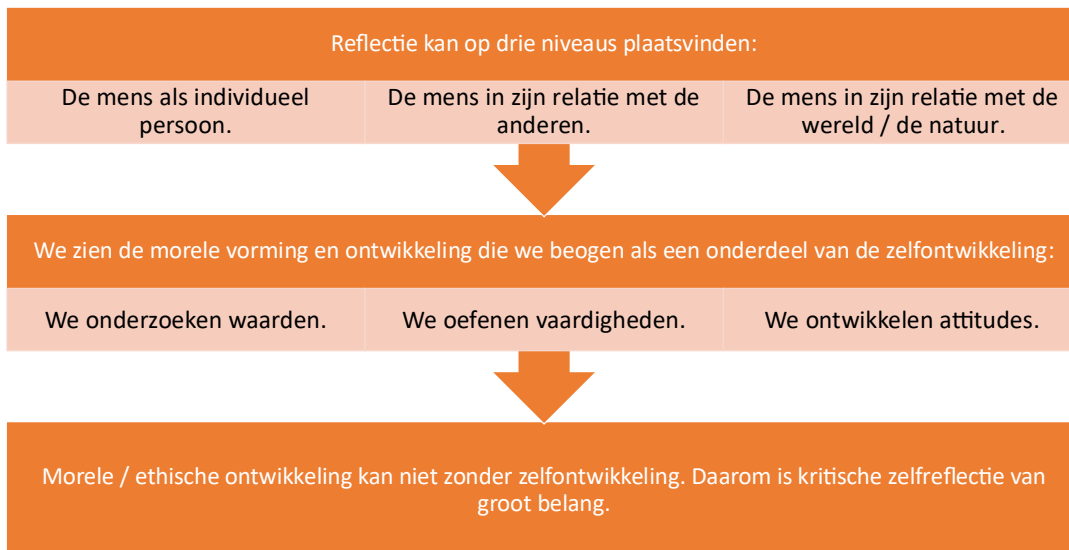 Reflectie kan op drie niveaus plaatsvinden:
De mens als individueel
persoon.
De mens in zijn relatie met de
anderen.
De mens in zijn relatie met de
wereld / de natuur.
We zien de morele vorming en ontwikkeling die we beogen als een onderdeel van de zelfontwikkeling:
We onderzoeken waarden.
We oefenen vaardigheden.
We ontwikkelen attitudes.
Morele / ethische ontwikkeling kan niet zonder zelfontwikkeling. Daarom is kritische zelfreflectie van
groot belang.